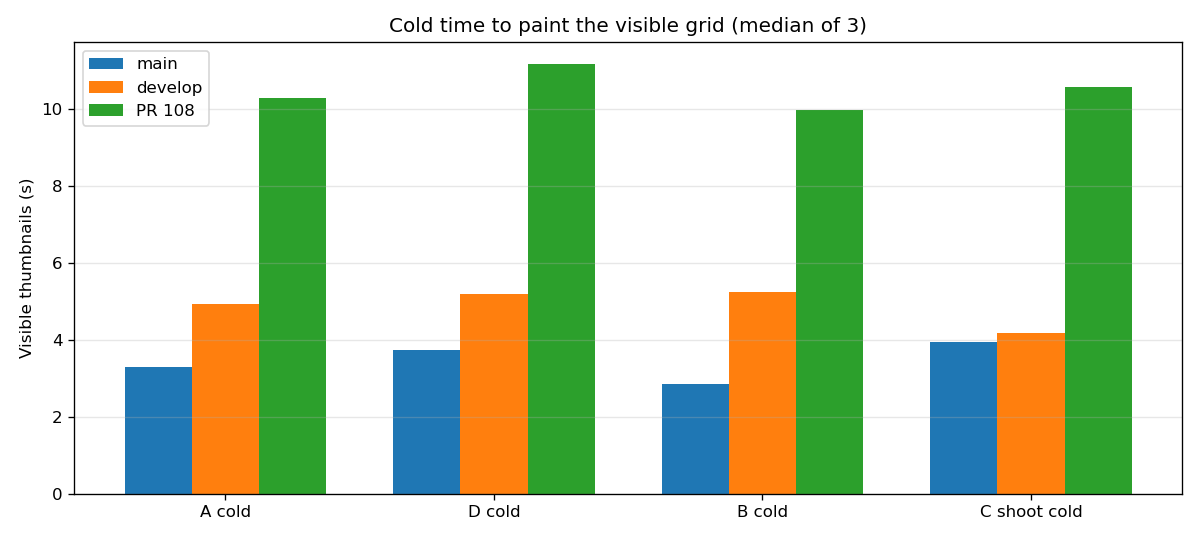 Cold time to paint the visible grid (median of 3)
main
develop
PR 108
Visible thumbnails (s)
10
8
6
4
2
0
A cold
D cold
B cold
C shoot cold